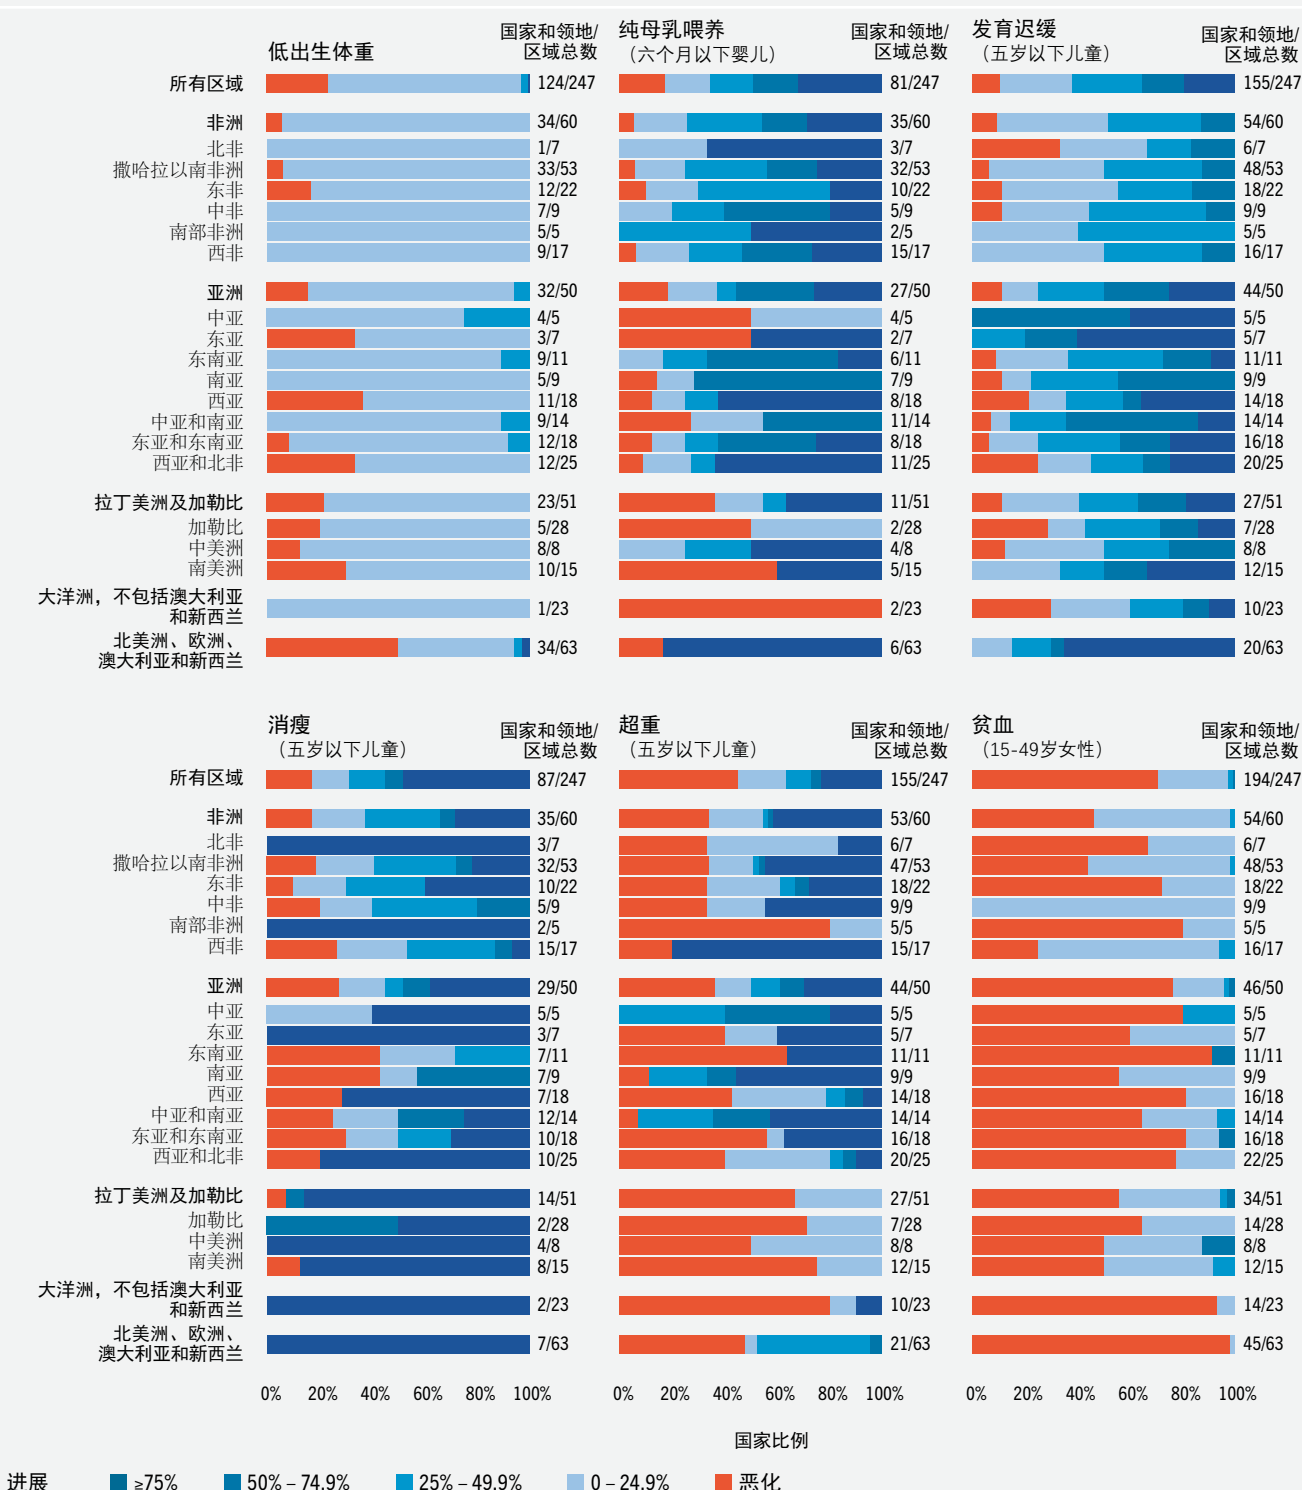 低出生体重
国家和领地/
区域总数
纯母乳喂养
（六个月以下婴儿）
国家和领地/
区域总数
发育迟缓
（五岁以下儿童）
国家和领地/
区域总数
所有区域 124/247 81/247 155/247
非洲 34/60 35/60 54/60
北非 1/7 3/7 6/7
撒哈拉以南非洲 33/53 32/53 48/53
东非 12/22 10/22 18/22
中非 7/9 5/9 9/9
南部非洲 5/5 2/5 5/5
西非 9/17 15/17 16/17
亚洲 32/50 27/50 44/50
中亚 4/5 4/5 5/5
东亚 3/7 2/7 5/7
东南亚 9/11 6/11 11/11
南亚 5/9 7/9 9/9
西亚 11/18 8/18 14/18
中亚和南亚 9/14 11/14 14/14
东亚和东南亚 12/18 8/18 16/18
西亚和北非 12/25 11/25 20/25
拉丁美洲及加勒比 23/51 11/51 27/51
加勒比 5/28 2/28 7/28
中美洲 8/8 4/8 8/8
南美洲 10/15 5/15 12/15
大洋洲，不包括澳大利亚
和新西兰 1/23 2/23 10/23
北美洲、欧洲、
澳大利亚和新西兰 34/63 6/63 20/63
消瘦
（五岁以下儿童）
国家和领地/
区域总数
超重
（五岁以下儿童）
国家和领地/
区域总数
贫血
（15-49岁女性）
国家和领地/
区域总数
所有区域 87/247 155/247 194/247
非洲 35/60 53/60 54/60
北非 3/7 6/7 6/7
撒哈拉以南非洲 32/53 47/53 48/53
东非 10/22 18/22 18/22
中非 5/9 9/9 9/9
南部非洲 2/5 5/5 5/5
西非 15/17 15/17 16/17
亚洲 29/50 44/50 46/50
中亚 5/5 5/5 5/5
东亚 3/7 5/7 5/7
东南亚 7/11 11/11 11/11
南亚 7/9 9/9 9/9
西亚 7/18 14/18 16/18
中亚和南亚 12/14 14/14 14/14
东亚和东南亚 10/18 16/18 16/18
西亚和北非 10/25 20/25 22/25
拉丁美洲及加勒比 14/51 27/51 34/51
加勒比 2/28 7/28 14/28
中美洲 4/8 8/8 8/8
南美洲 8/15 12/15 12/15
大洋洲，不包括澳大利亚
和新西兰 2/23 10/23 14/23
北美洲、欧洲、
澳大利亚和新西兰 7/63 21/63 45/63
0% 20% 40% 60% 80% 100% 0% 20% 40% 60% 80% 100% 0% 20% 40% 60% 80% 100%
国家比例
进展 ≥75% 50% – 74.9% 25% – 49.9% 0 – 24.9% 恶化